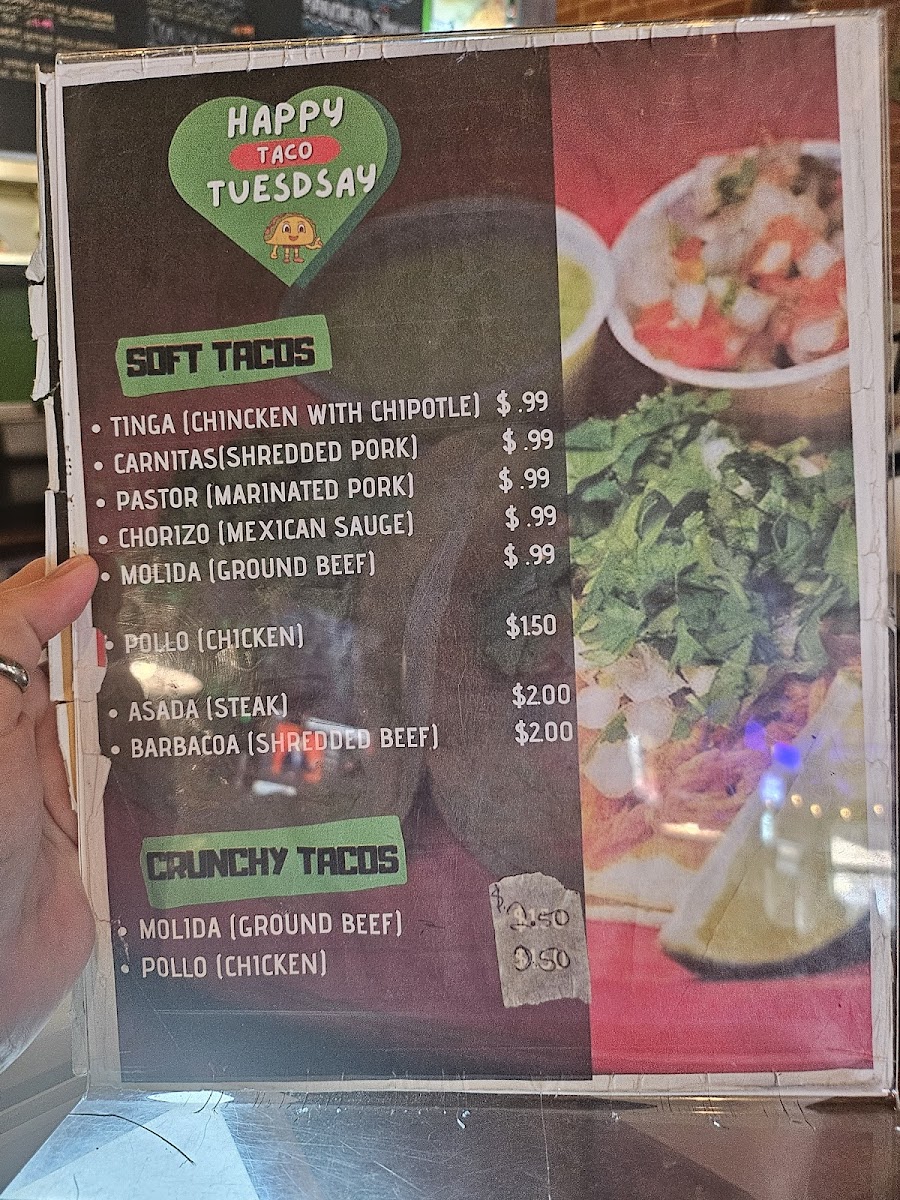 HAPPY
TACO
TUESDSAY
SOFT TACOS
• TINGA (CHINCKEN WITH CHIPOTLE) $ .99
• CARNITAS(SHREDDED PORK) $ .99
• PASTOR (MARINATED PORK) $ .99
• CHORIZO (MEXICAN SAUGE) $ .99
• MOLIDA (GROUND BEEF) $ .99
• POLLO (CHICKEN) $1.50
• ASADA (STEAK) $2.00
• BARBACOA (SHREDDED BEEF) $2.00
CRUNCHY TACOS
• MOLIDA (GROUND BEEF) $2.50
• POLLO (CHICKEN)